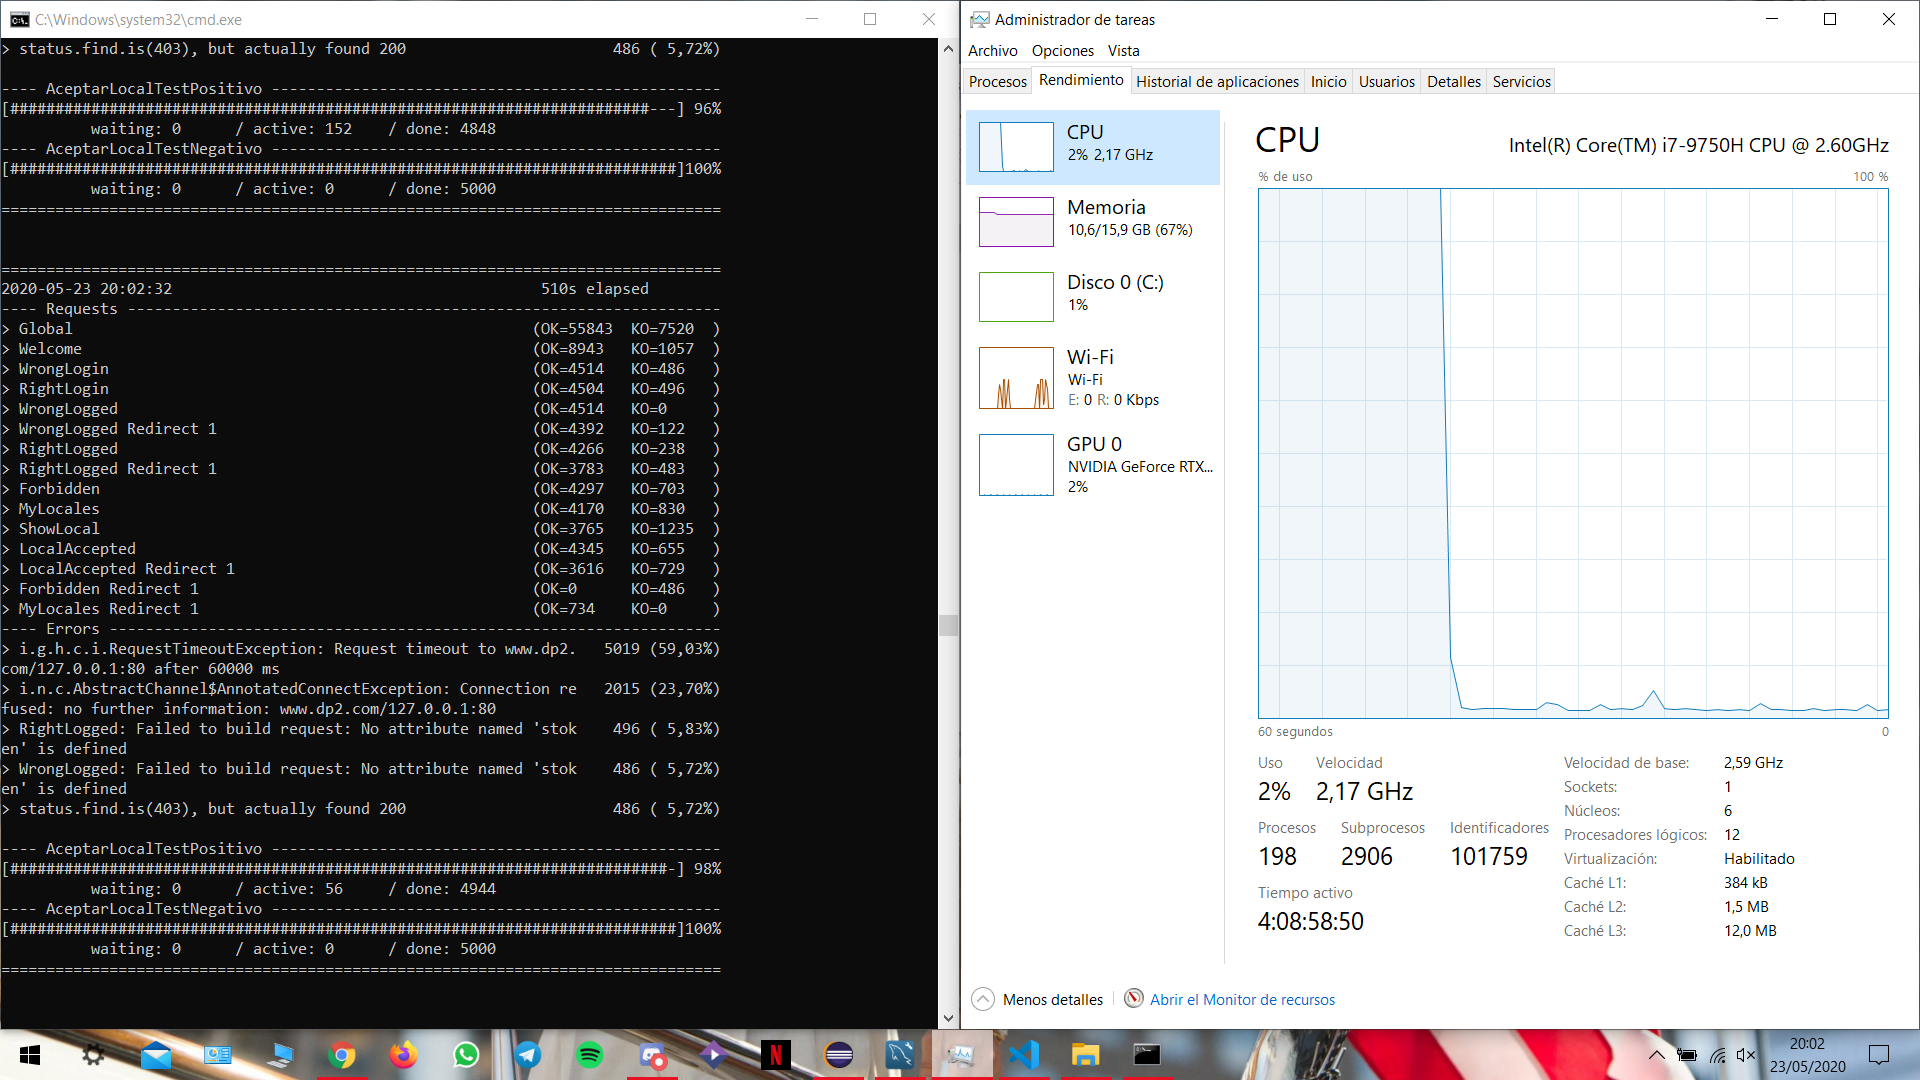 C:\Windows\system32\cmd.exe
> status.find.is(403), but actually found 200                       486 ( 5,72%)
---- AceptarLocalTestPositivo --------------------------------------------------
[#######################################################################---] 96%
          waiting: 0      / active: 152    / done: 4848
---- AceptarLocalTestNegativo --------------------------------------------------
[##########################################################################]100%
          waiting: 0      / active: 0      / done: 5000
================================================================================
================================================================================
2020-05-23 20:02:32                                         510s elapsed
---- Requests ------------------------------------------------------------------
> Global                                                   (OK=55843  KO=7520  )
> Welcome                                                  (OK=8943   KO=1057  )
> WrongLogin                                               (OK=4514   KO=486   )
> RightLogin                                               (OK=4504   KO=496   )
> WrongLogged                                              (OK=4514   KO=0     )
> WrongLogged Redirect 1                                   (OK=4392   KO=122   )
> RightLogged                                              (OK=4266   KO=238   )
> RightLogged Redirect 1                                   (OK=3783   KO=483   )
> Forbidden                                                (OK=4297   KO=703   )
> MyLocales                                                (OK=4170   KO=830   )
> ShowLocal                                                (OK=3765   KO=1235  )
> LocalAccepted                                            (OK=4345   KO=655   )
> LocalAccepted Redirect 1                                 (OK=3616   KO=729   )
> Forbidden Redirect 1                                     (OK=0      KO=486   )
> MyLocales Redirect 1                                     (OK=734    KO=0     )
---- Errors --------------------------------------------------------------------
> i.g.h.c.i.RequestTimeoutException: Request timeout to www.dp2.   5019 (59,03%)
com/127.0.0.1:80 after 60000 ms
> i.n.c.AbstractChannel$AnnotatedConnectException: Connection re   2015 (23,70%)
fused: no further information: www.dp2.com/127.0.0.1:80
> RightLogged: Failed to build request: No attribute named 'stok    496 ( 5,83%)
en' is defined
> WrongLogged: Failed to build request: No attribute named 'stok    486 ( 5,72%)
en' is defined
> status.find.is(403), but actually found 200                       486 ( 5,72%)
---- AceptarLocalTestPositivo --------------------------------------------------
[#########################################################################-] 98%
          waiting: 0      / active: 56     / done: 4944
---- AceptarLocalTestNegativo --------------------------------------------------
[##########################################################################]100%
          waiting: 0      / active: 0      / done: 5000
================================================================================
Administrador de tareas
Archivo Opciones Vista
Procesos Rendimiento Historial de aplicaciones Inicio Usuarios Detalles Servicios
CPU
2% 2,17 GHz
Memoria
10,6/15,9 GB (67%)
Disco 0 (C:)
1%
Wi-Fi
Wi-Fi
E: 0 R: 0 Kbps
GPU 0
NVIDIA GeForce RTX...
2%
CPU Intel(R) Core(TM) i7-9750H CPU @ 2.60GHz
% de uso 100 %
60 segundos 0
Uso Velocidad
2% 2,17 GHz
Procesos Subprocesos Identificadores
198 2906 101759
Tiempo activo
4:08:58:50
Velocidad de base: 2,59 GHz
Sockets: 1
Núcleos: 6
Procesadores lógicos: 12
Virtualización: Habilitado
Caché L1: 384 kB
Caché L2: 1,5 MB
Caché L3: 12,0 MB
Menos detalles Abrir el Monitor de recursos
20:02
23/05/2020